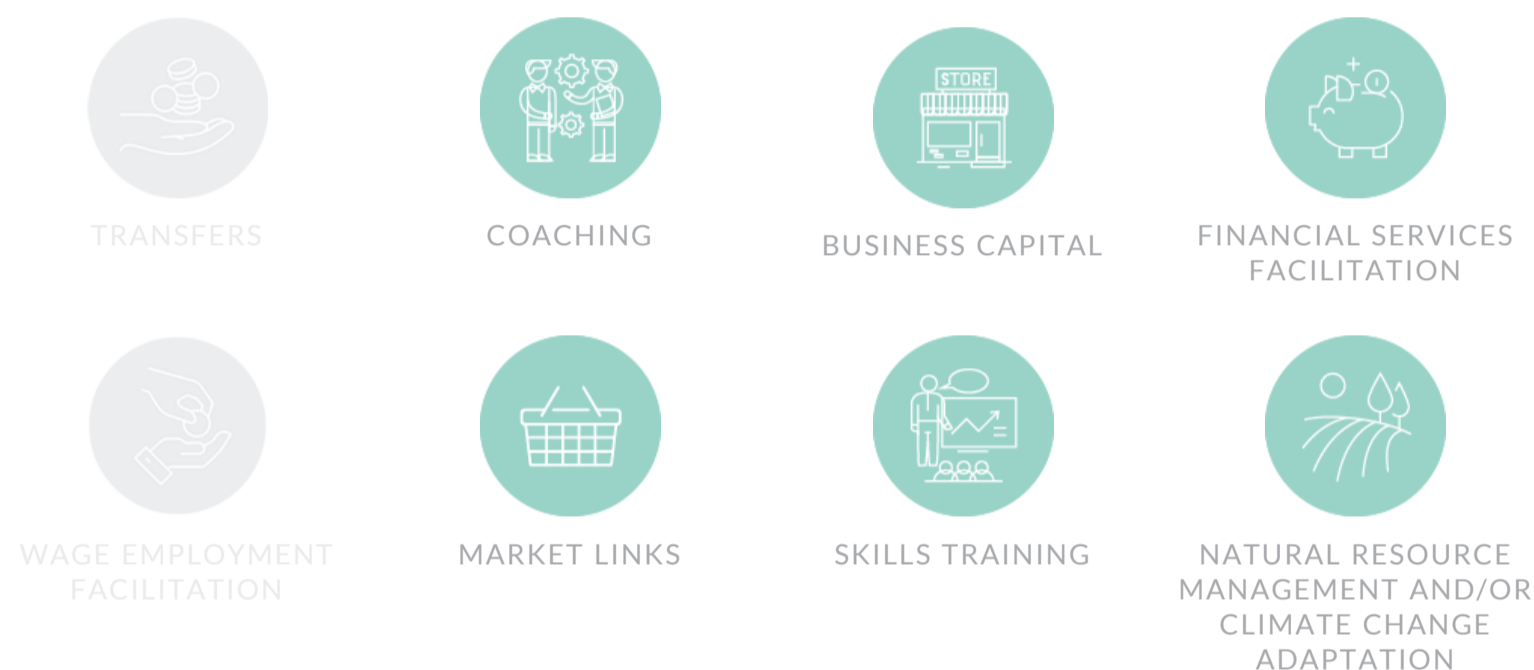 STORE
TRANSFERS
COACHING
BUSINESS CAPITAL
FINANCIAL SERVICES
FACILITATION
WAGE EMPLOYMENT
FACILITATION
MARKET LINKS
SKILLS TRAINING
NATURAL RESOURCE
MANAGEMENT AND/OR
CLIMATE CHANGE
ADAPTATION